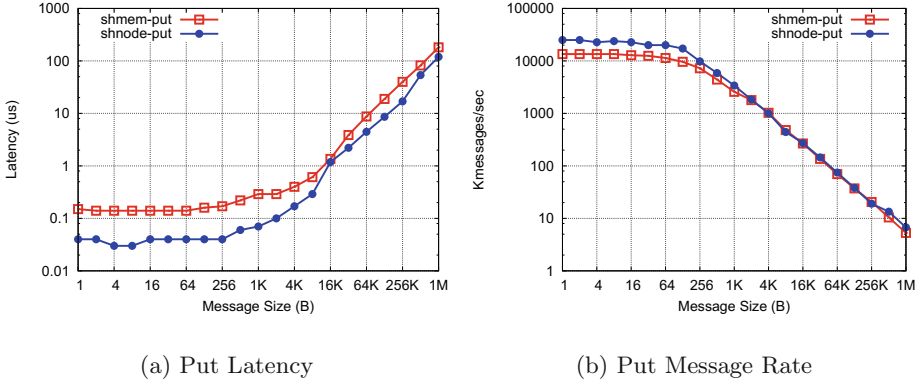 1000
100
10
1
0.1
0.01
Latency (us)
shmem-put
shnode-put
1 4 16 64 256 1K 4K 16K 64K 256K 1M
Message Size (B)
(a) Put Latency
100000
10000
1000
100
10
1
Kmessages/sec
shmem-put
shnode-put
1 4 16 64 256 1K 4K 16K 64K 256K 1M
Message Size (B)
(b) Put Message Rate